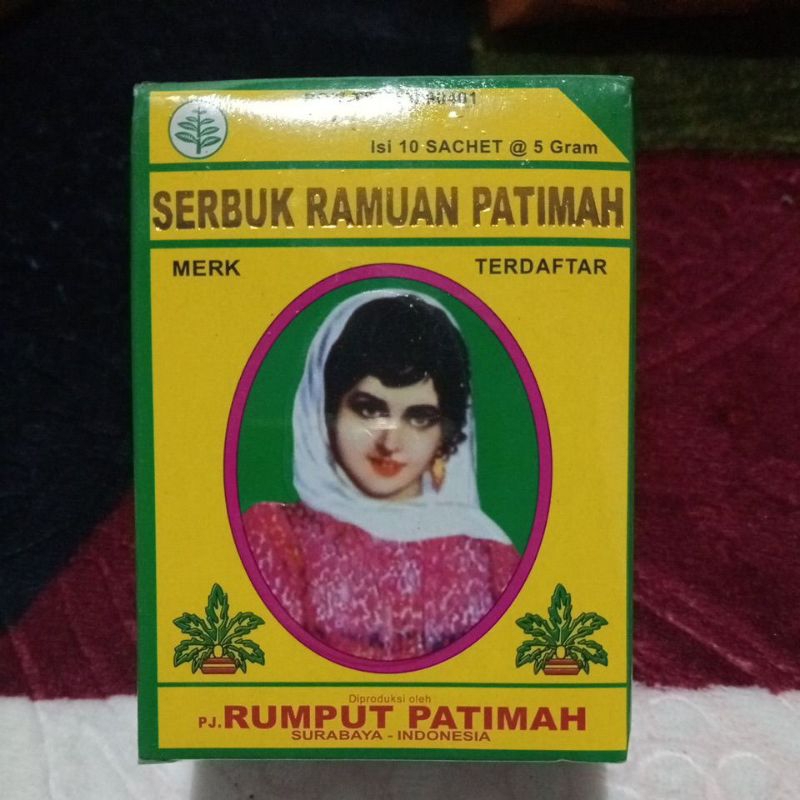 Isi 10 SACHET @ 5 Gram
SERBUK RAMUAN PATIMAH
MERK TERDAFTAR
Diproduksi oleh
PJ. RUMPUT PATIMAH
SURABAYA - INDONESIA